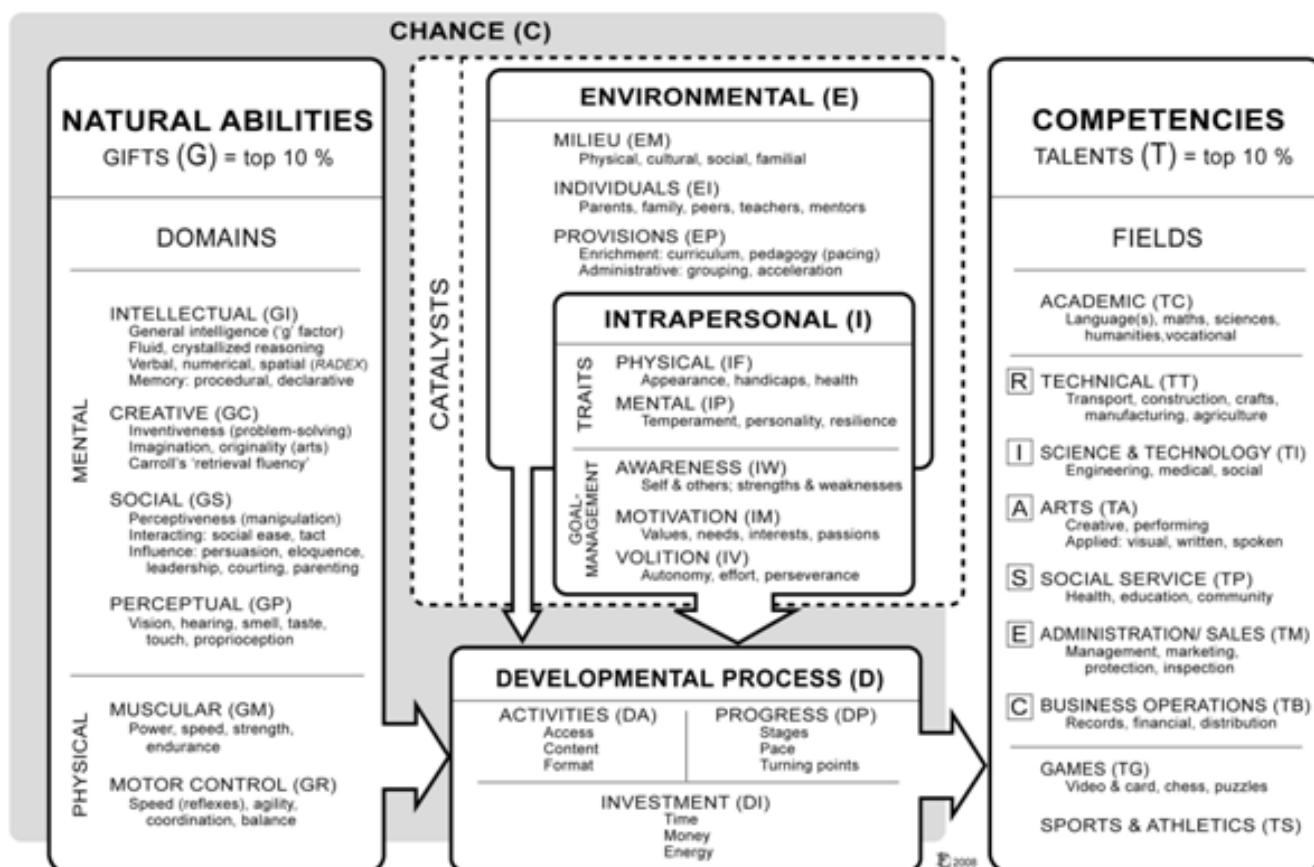 CHANCE (C)
NATURAL ABILITIES
GIFTS (G) = top 10 %
DOMAINS
MENTAL
INTELLECTUAL (GI)
General intelligence ('g' factor)
Fluid, crystallized reasoning
Verbal, numerical, spatial (RADEX)
Memory: procedural, declarative
CREATIVE (GC)
Inventiveness (problem-solving)
Imagination, originality (arts)
Carroll's 'retrieval fluency'
SOCIAL (GS)
Perceptiveness (manipulation)
Interacting: social ease, tact
Influence: persuasion, eloquence,
leadership, courting, parenting
PERCEPTUAL (GP)
Vision, hearing, smell, taste,
touch, proprioception
PHYSICAL
MUSCULAR (GM)
Power, speed, strength,
endurance
MOTOR CONTROL (GR)
Speed (reflexes), agility,
coordination, balance
CATALYSTS
ENVIRONMENTAL (E)
MILIEU (EM)
Physical, cultural, social, familial
INDIVIDUALS (EI)
Parents, family, peers, teachers, mentors
PROVISIONS (EP)
Enrichment: curriculum, pedagogy (pacing)
Administrative: grouping, acceleration
INTRAPERSONAL (I)
TRAITS
PHYSICAL (IF)
Appearance, handicaps, health
MENTAL (IP)
Temperament, personality, resilience
GOAL-
MANAGEMENT
AWARENESS (IW)
Self & others; strengths & weaknesses
MOTIVATION (IM)
Values, needs, interests, passions
VOLITION (IV)
Autonomy, effort, perseverance
DEVELOPMENTAL PROCESS (D)
ACTIVITIES (DA)
Access
Content
Format
PROGRESS (DP)
Stages
Pace
Turning points
INVESTMENT (DI)
Time
Money
Energy
COMPETENCIES
TALENTS (T) = top 10 %
FIELDS
ACADEMIC (TC)
Language(s), maths, sciences,
humanities,vocational
R TECHNICAL (TT)
Transport, construction, crafts,
manufacturing, agriculture
I SCIENCE & TECHNOLOGY (TI)
Engineering, medical, social
A ARTS (TA)
Creative, performing
Applied: visual, written, spoken
S SOCIAL SERVICE (TP)
Health, education, community
E ADMINISTRATION/ SALES (TM)
Management, marketing,
protection, inspection
C BUSINESS OPERATIONS (TB)
Records, financial, distribution
GAMES (TG)
Video & card, chess, puzzles
SPORTS & ATHLETICS (TS)
2008